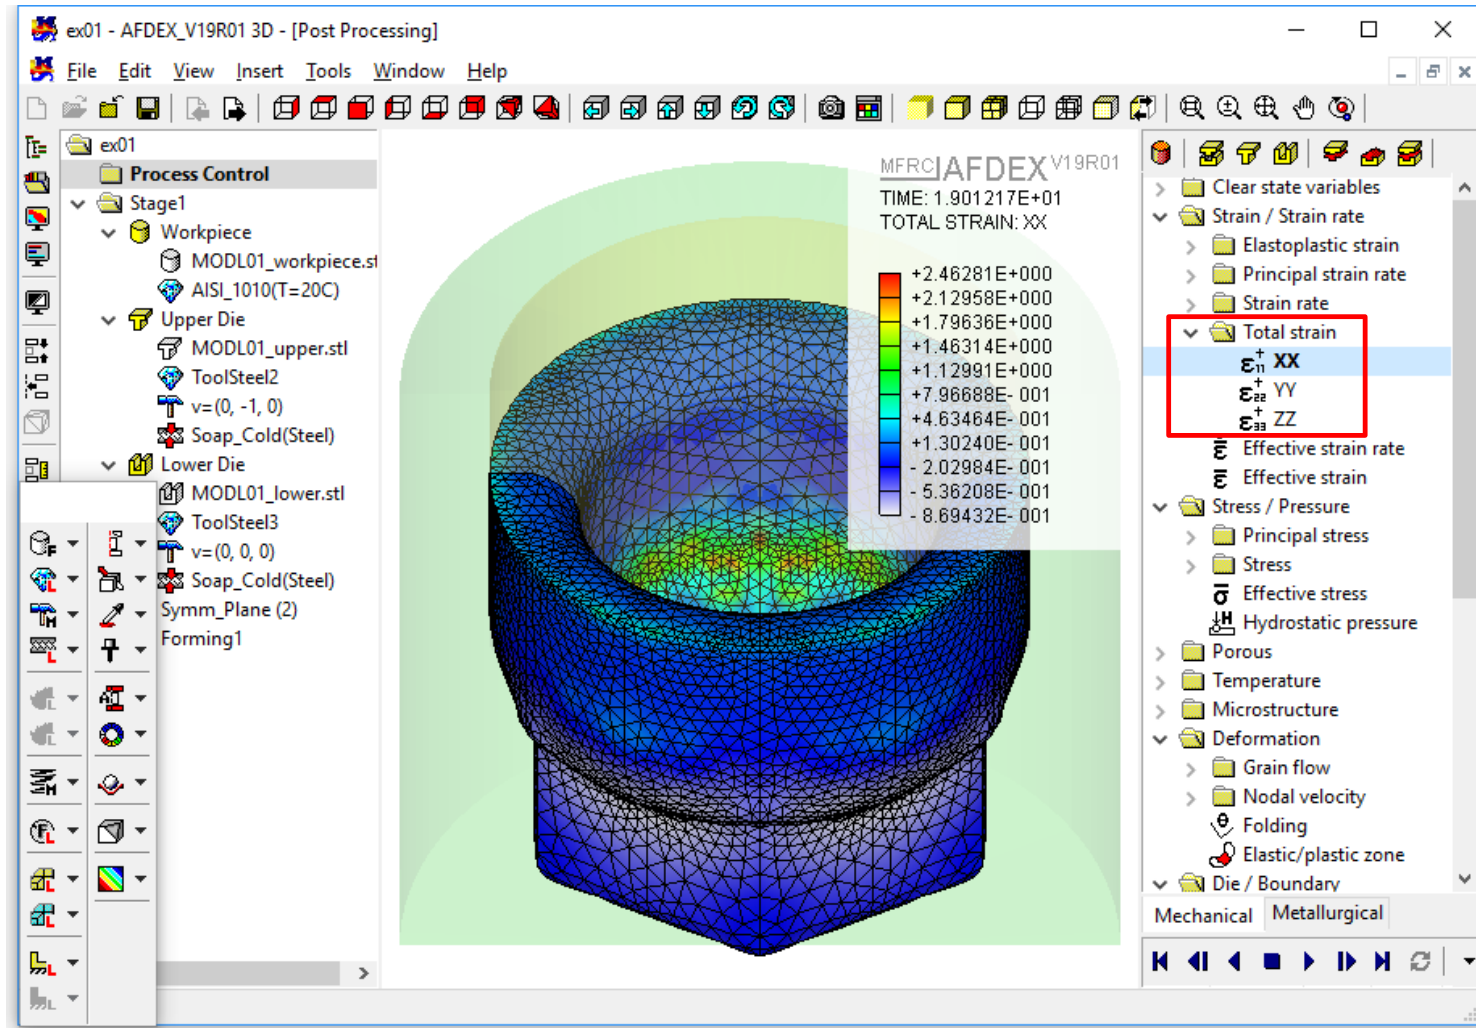 ex01 - AFDEX_V19R01 3D - [Post Processing]
File Edit View Insert Tools Window Help
ex01
Process Control
Stage1
Workpiece
MODL01_workpiece.st
AISI_1010(T=20C)
Upper Die
MODL01_upper.stl
ToolSteel2
v=(0, -1, 0)
Soap_Cold(Steel)
Lower Die
MODL01_lower.stl
ToolSteel3
v=(0, 0, 0)
Soap_Cold(Steel)
Symm_Plane (2)
Forming1
MFRC AFDEX V19R01
TIME: 1.901217E+01
TOTAL STRAIN: XX
+2.46281E+000
+2.12958E+000
+1.79636E+000
+1.46314E+000
+1.12991E+000
+7.96688E- 001
+4.63464E- 001
+1.30240E- 001
- 2.02984E- 001
- 5.36208E- 001
- 8.69432E- 001
Clear state variables
Strain / Strain rate
Elastoplastic strain
Principal strain rate
Strain rate
Total strain
ε₁₁⁺ XX
ε₂₂⁺ YY
ε₃₃⁺ ZZ
ε̄̇ Effective strain rate
ε̄ Effective strain
Stress / Pressure
Principal stress
Stress
σ̄ Effective stress
H Hydrostatic pressure
Porous
Temperature
Microstructure
Deformation
Grain flow
Nodal velocity
Folding
Elastic/plastic zone
Die / Boundary
Mechanical Metallurgical